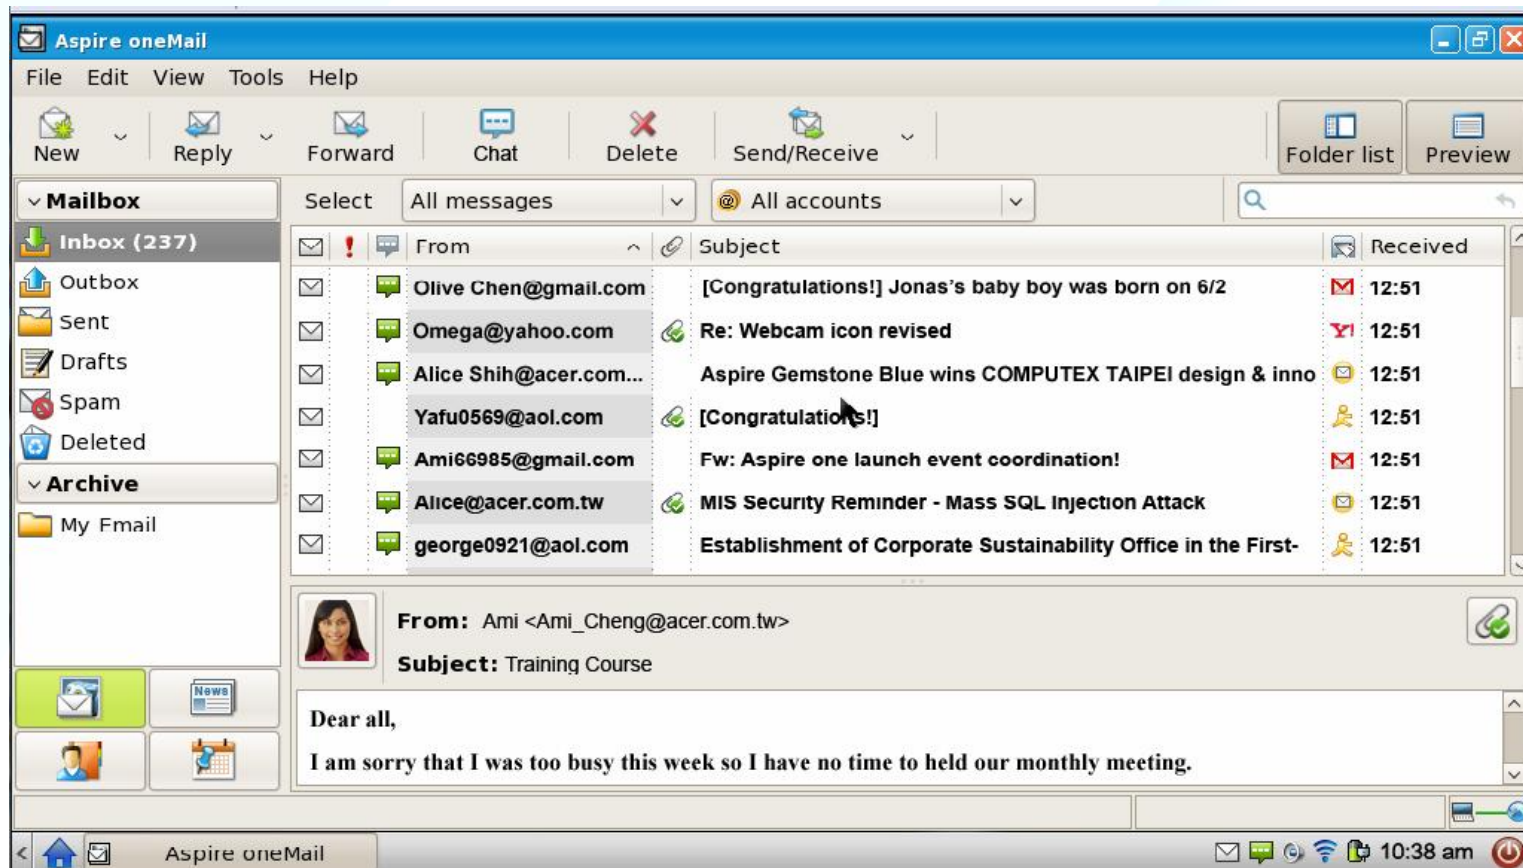 Aspire oneMail
File Edit View Tools Help
New Reply Forward Chat Delete Send/Receive Folder list Preview
Mailbox
Select All messages @ All accounts
Inbox (237)
From Subject Received
Outbox
Sent
Drafts
Spam
Deleted
Archive
My Fmail
Olive Chen@gmail.com [Congratulations!] Jonas's baby boy was born on 6/2 12:51
Omega@yahoo.com Re: Webcam icon revised Y! 12:51
Alice Shih@acer.com... Aspire Gemstone Blue wins COMPUTEX TAIPEI design & inno 12:51
Yafu0569@aol.com [Congratulations!] 12:51
Ami66985@gmail.com Fw: Aspire one launch event coordination! 12:51
Alice@acer.com.tw MIS Security Reminder - Mass SQL Injection Attack 12:51
george0921@aol.com Establishment of Corporate Sustainability Office in the First- 12:51
From: Ami <Ami_Cheng@acer.com.tw>
Subject: Training Course
News
Dear all,
I am sorry that I was too busy this week so I have no time to held our monthly meeting.
Aspire oneMail 10:38 am